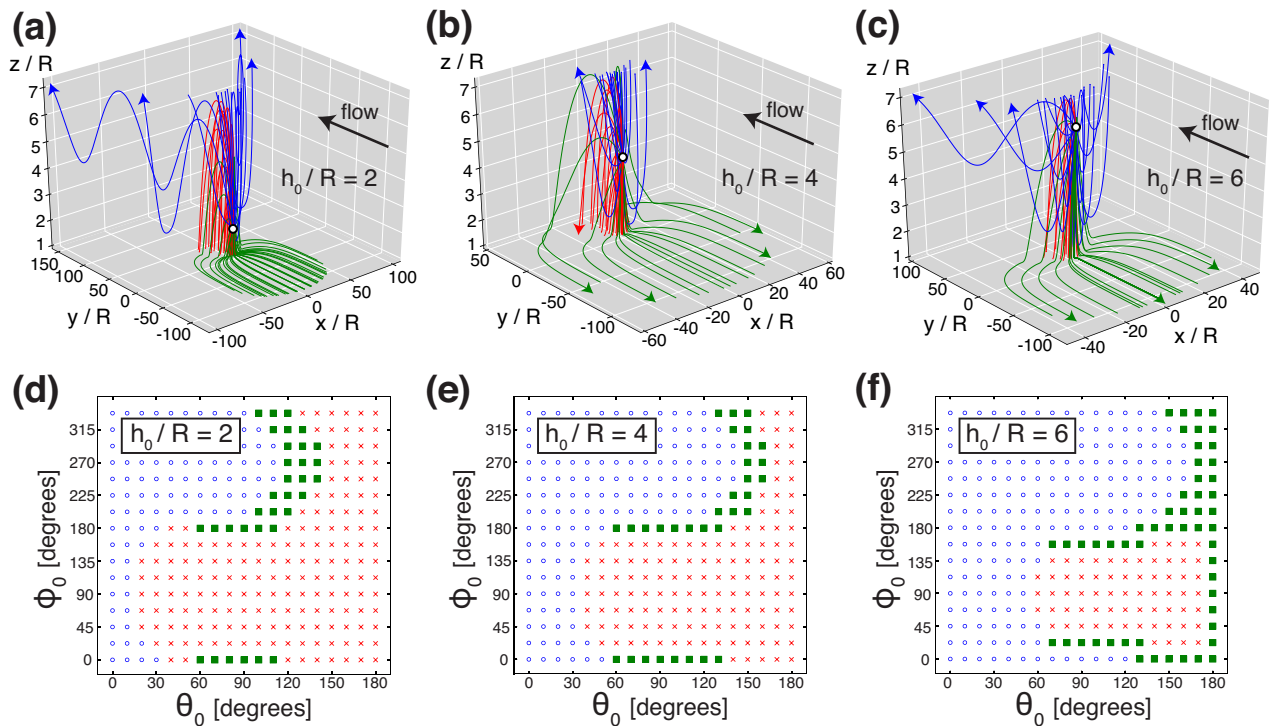 (a)
z / R
7
6
5
4
3
2
1
150
100
50
0
-50
-100
y / R
-100
-50
0
100
x / R
flow
h0 / R = 2
(b)
z / R
7
6
5
4
3
2
1
50
0
-50
-100
y / R
-60
-40
-20
0
20
40
60
x / R
flow
h0 / R = 4
(c)
z / R
7
6
5
4
3
2
1
100
50
0
-50
-100
y / R
-40
-20
0
20
40
x / R
flow
h0 / R = 6
(d)
h0 / R = 2
ϕ0 [degrees]
315
270
225
180
135
90
45
0
0 30 60 90 120 150 180
θ0 [degrees]
(e)
h0 / R = 4
ϕ0 [degrees]
315
270
225
180
135
90
45
0
0 30 60 90 120 150 180
θ0 [degrees]
(f)
h0 / R = 6
ϕ0 [degrees]
315
270
225
180
135
90
45
0
0 30 60 90 120 150 180
θ0 [degrees]